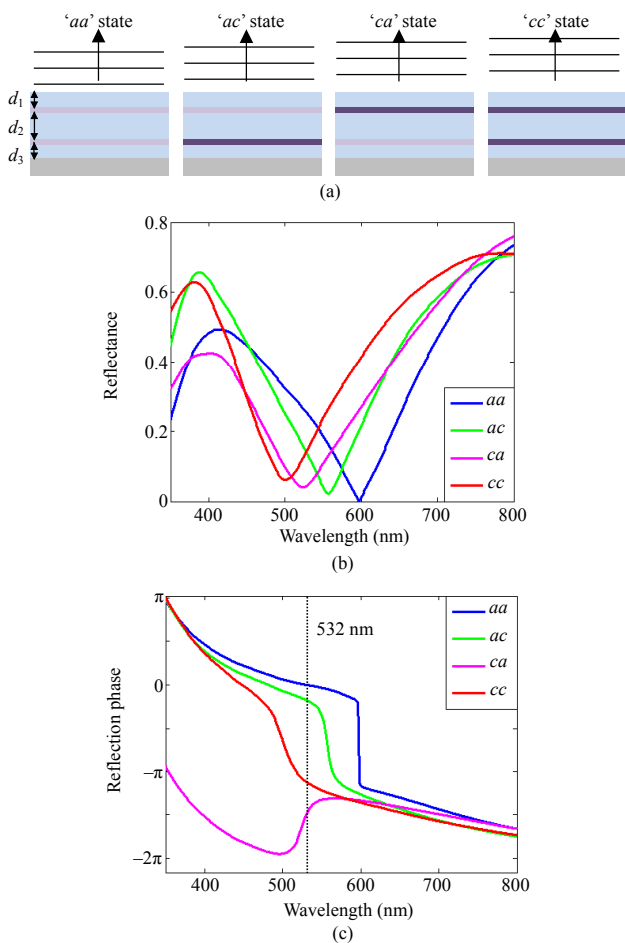 ‘aa’ state ‘ac’ state ‘ca’ state ‘cc’ state
d1
d2
d3
(a)
0.8
0.6
0.4
0.2
0
Reflectance
aa
ac
ca
cc
400 500 600 700 800
Wavelength (nm)
(b)
π
0
−π
−2π
Reflection phase
532 nm
aa
ac
ca
cc
400 500 600 700 800
Wavelength (nm)
(c)